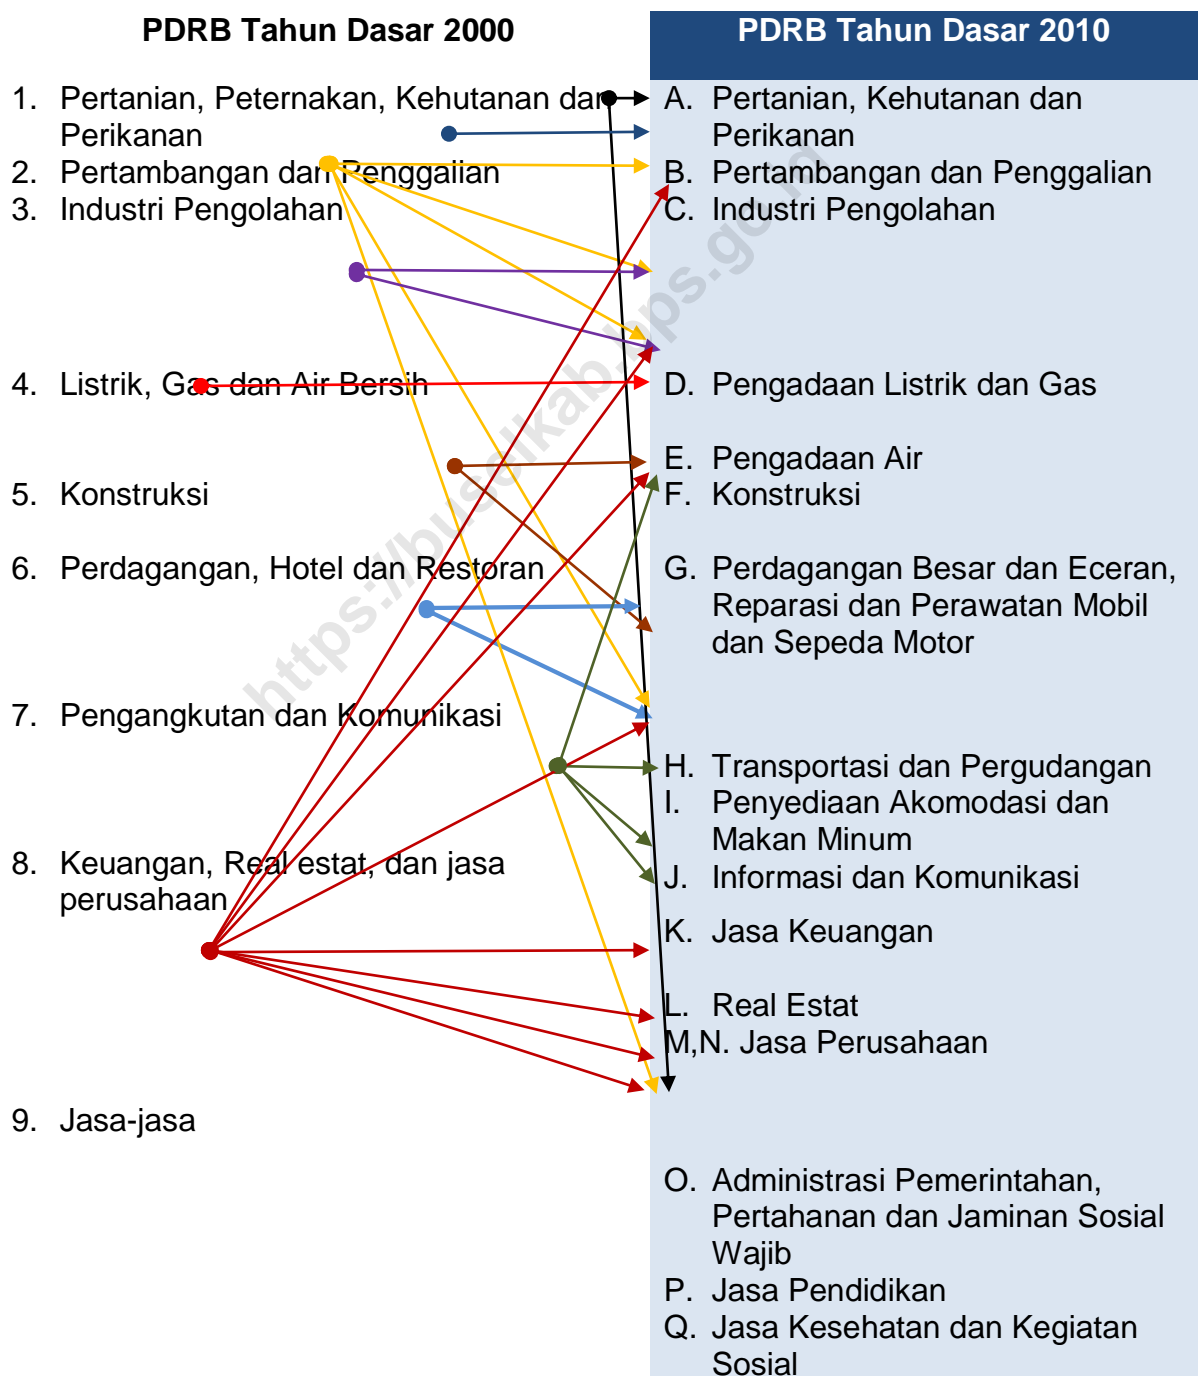 PDRB Tahun Dasar 2000
1. Pertanian, Peternakan, Kehutanan dan
Perikanan
2. Pertambangan dan Penggalian
3. Industri Pengolahan
4. Listrik, Gas dan Air Bersih
5. Konstruksi
6. Perdagangan, Hotel dan Restoran
7. Pengangkutan dan Komunikasi
8. Keuangan, Real estat, dan jasa
perusahaan
9. Jasa-jasa
PDRB Tahun Dasar 2010
A. Pertanian, Kehutanan dan
Perikanan
B. Pertambangan dan Penggalian
C. Industri Pengolahan
D. Pengadaan Listrik dan Gas
E. Pengadaan Air
F. Konstruksi
G. Perdagangan Besar dan Eceran,
Reparasi dan Perawatan Mobil
dan Sepeda Motor
H. Transportasi dan Pergudangan
I. Penyediaan Akomodasi dan
Makan Minum
J. Informasi dan Komunikasi
K. Jasa Keuangan
L. Real Estat
M,N. Jasa Perusahaan
O. Administrasi Pemerintahan,
Pertahanan dan Jaminan Sosial
Wajib
P. Jasa Pendidikan
Q. Jasa Kesehatan dan Kegiatan
Sosial